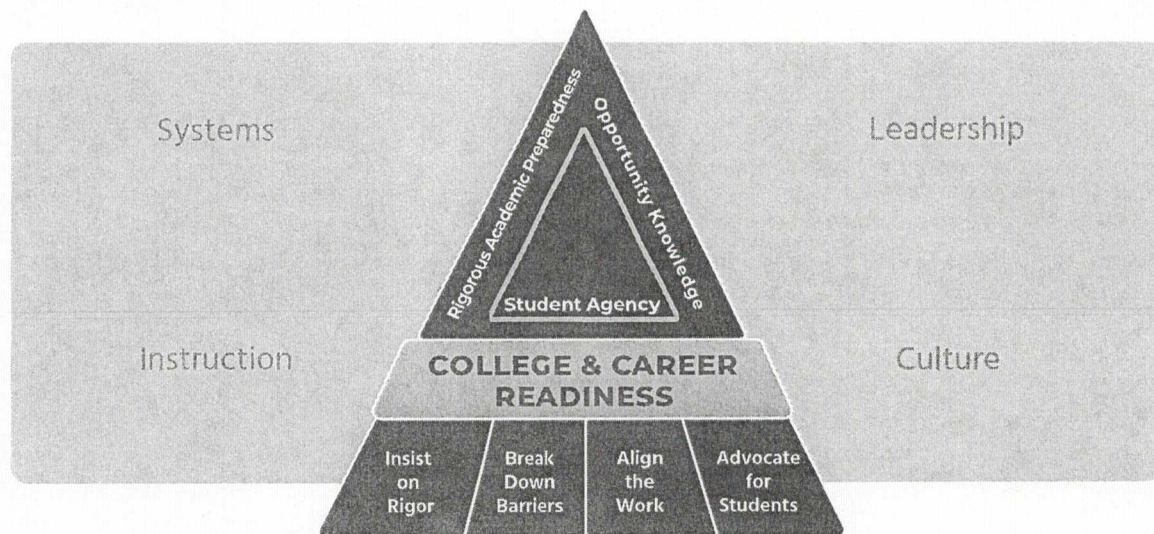 Systems
Leadership
Rigorous Academic Preparedness
Opportunity Knowledge
Student Agency
Instruction
Culture
COLLEGE & CAREER
READINESS
Insist
on
Rigor
Break
Down
Barriers
Align
the
Work
Advocate
for
Students